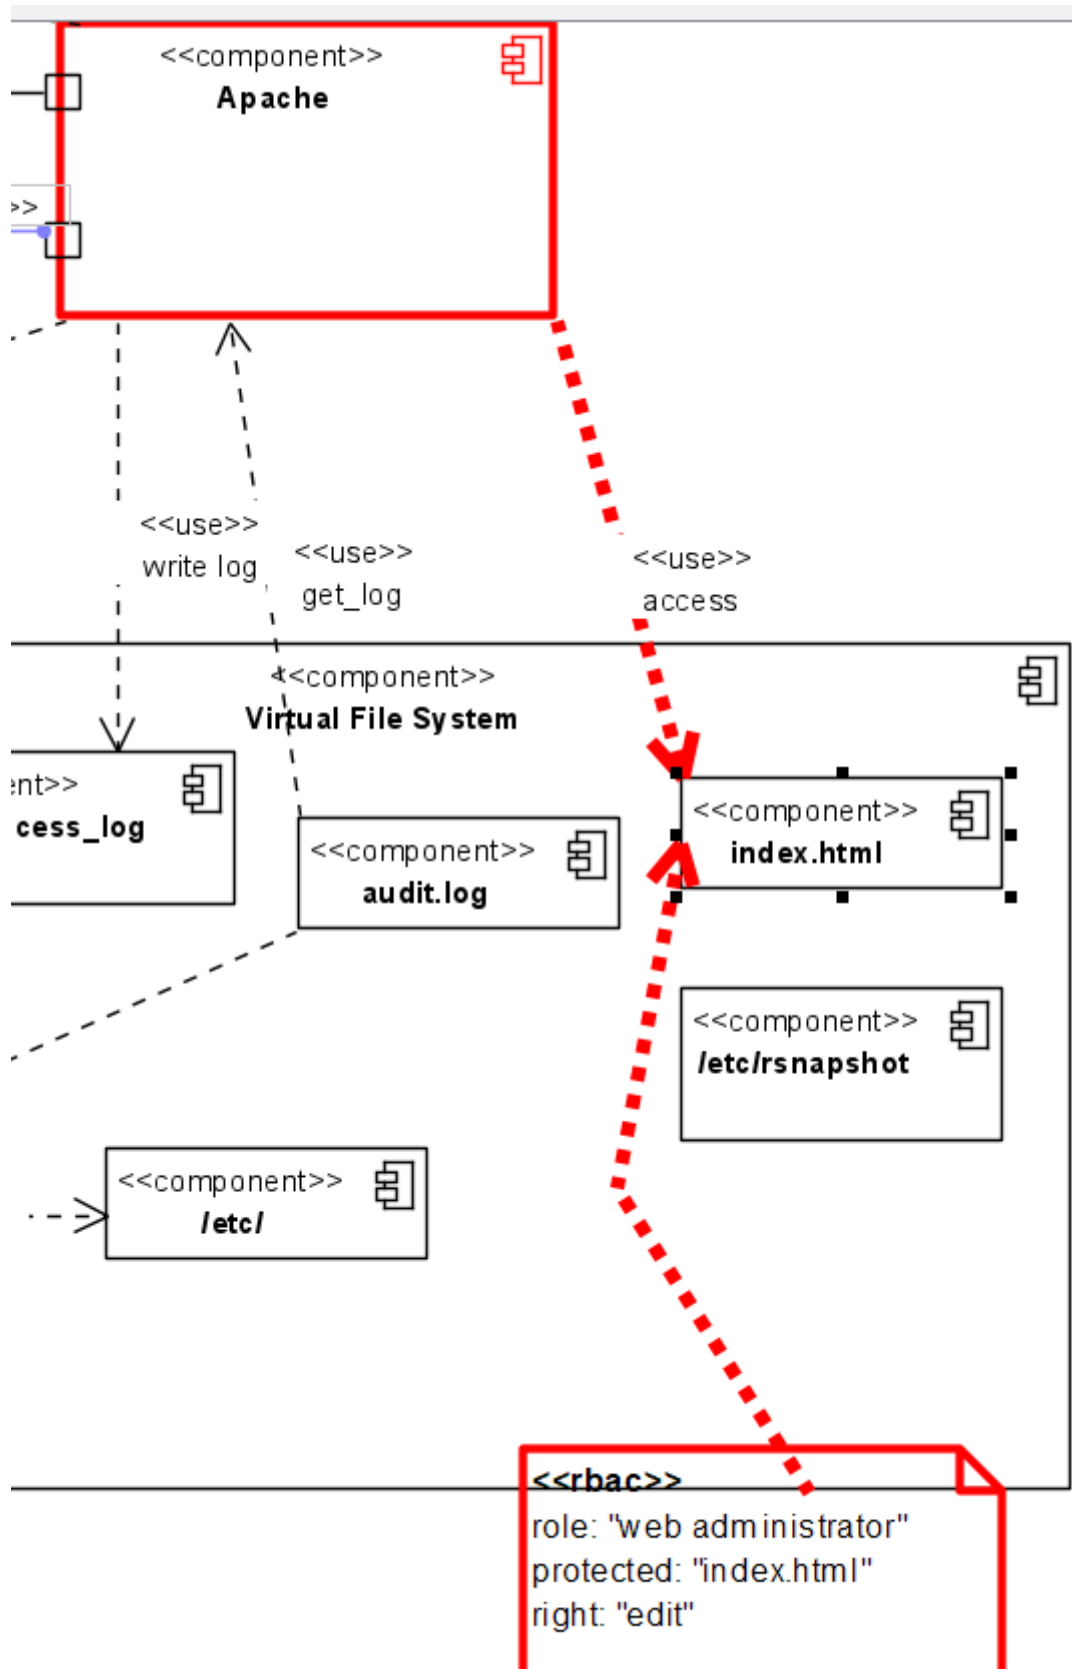 <<component>>
Apache
>>
<<use>>
write log
<<use>>
get_log
<<use>>
access
<<component>>
Virtual File System
ent>>
cess_log
<<component>>
audit.log
<<component>>
index.html
<<component>>
/etc/rsnapshot
<<component>>
/etc/
<<rbac>>
role: "web administrator"
protected: "index.html"
right: "edit"